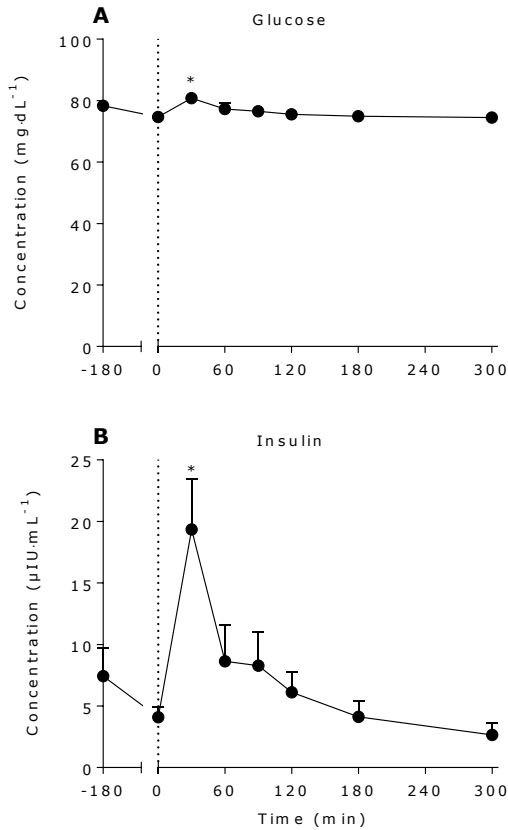 A
Glucose
Concentration (mg·dL⁻¹)
100
80
60
40
20
0
*
-180 0 60 120 180 240 300
B
Insulin
Concentration (µIU·mL⁻¹)
25
20
15
10
5
0
*
-180 0 60 120 180 240 300
Time (min)